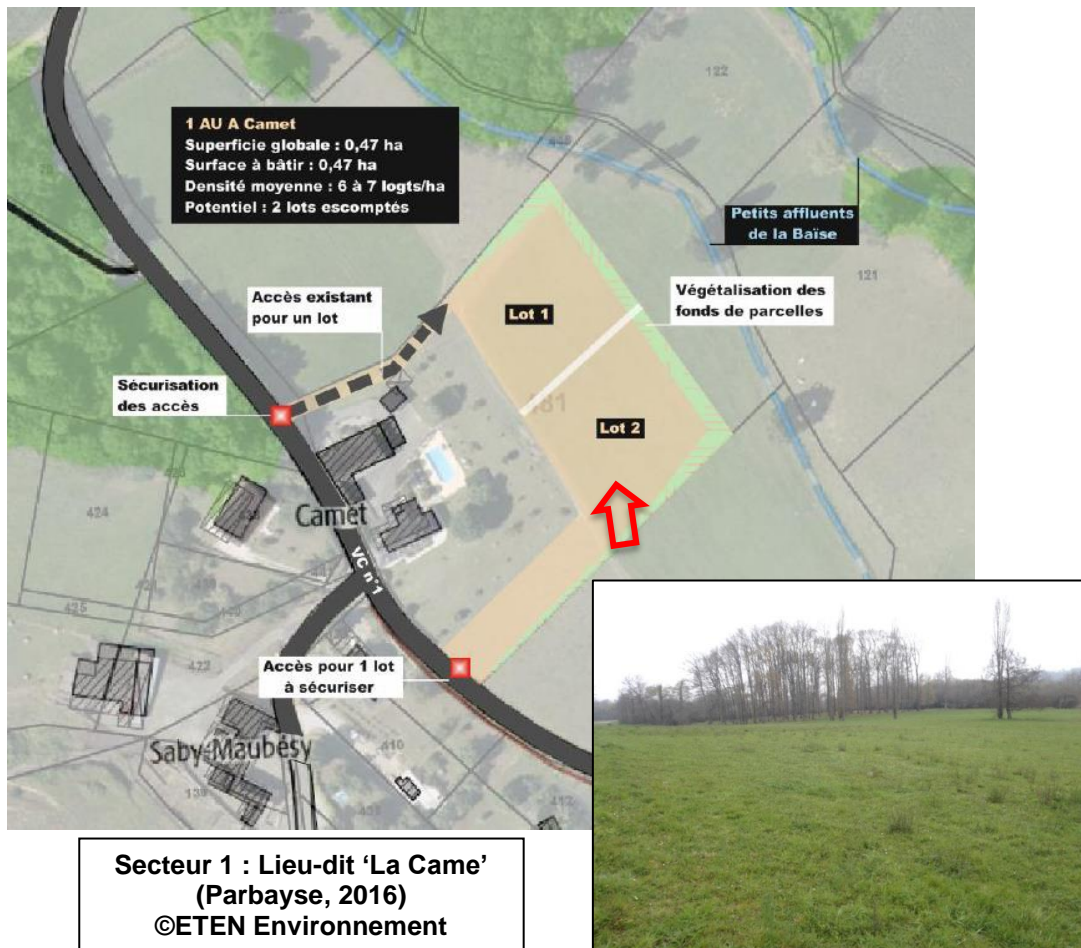 1 AU A Camet
Superficie globale : 0,47 ha
Surface à bâtir : 0,47 ha
Densité moyenne : 6 à 7 logts/ha
Potentiel : 2 lots escomptés
122
Petits affluents
de la Baïse
121
Végétalisation des
fonds de parcelles
Accès existant
pour un lot
Lot 1
Sécurisation
des accès
481
Lot 2
424
Camet
VC n°1
425
422
Accès pour 1 lot
à sécuriser
Saby-Maubésy
410
Secteur 1 : Lieu-dit ‘La Came’
(Parbayse, 2016)
©ETEN Environnement